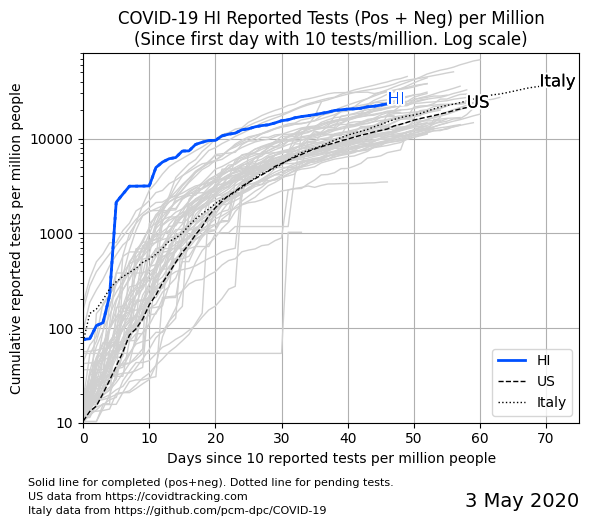 COVID-19 HI Reported Tests (Pos + Neg) per Million
(Since first day with 10 tests/million. Log scale)
Cumulative reported tests per million people
10000
1000
100
10
HI
US
Italy
HI
US
Italy
0
10
20
30
40
50
60
70
Days since 10 reported tests per million people
Solid line for completed (pos+neg). Dotted line for pending tests.
US data from https://covidtracking.com
Italy data from https://github.com/pcm-dpc/COVID-19
3 May 2020